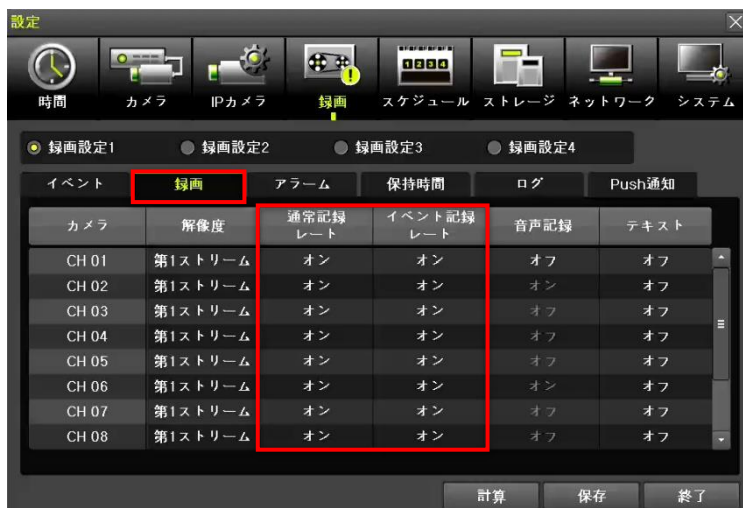 設定
時間 カメラ IPカメラ 録画 スケジュール ストレージ ネットワーク システム
録画設定1 録画設定2 録画設定3 録画設定4
イベント 録画 アラーム 保持時間 ログ Push通知
カメラ 解像度 通常記録レート イベント記録レート 音声記録 テキスト
CH 01 第1ストリーム オン オン オフ オフ
CH 02 第1ストリーム オン オン オン オフ
CH 03 第1ストリーム オン オン オフ オフ
CH 04 第1ストリーム オン オン オフ オフ
CH 05 第1ストリーム オン オン オフ オフ
CH 06 第1ストリーム オン オン オン オフ
CH 07 第1ストリーム オン オン オフ オフ
CH 08 第1ストリーム オン オン オフ オフ
計算 保存 終了